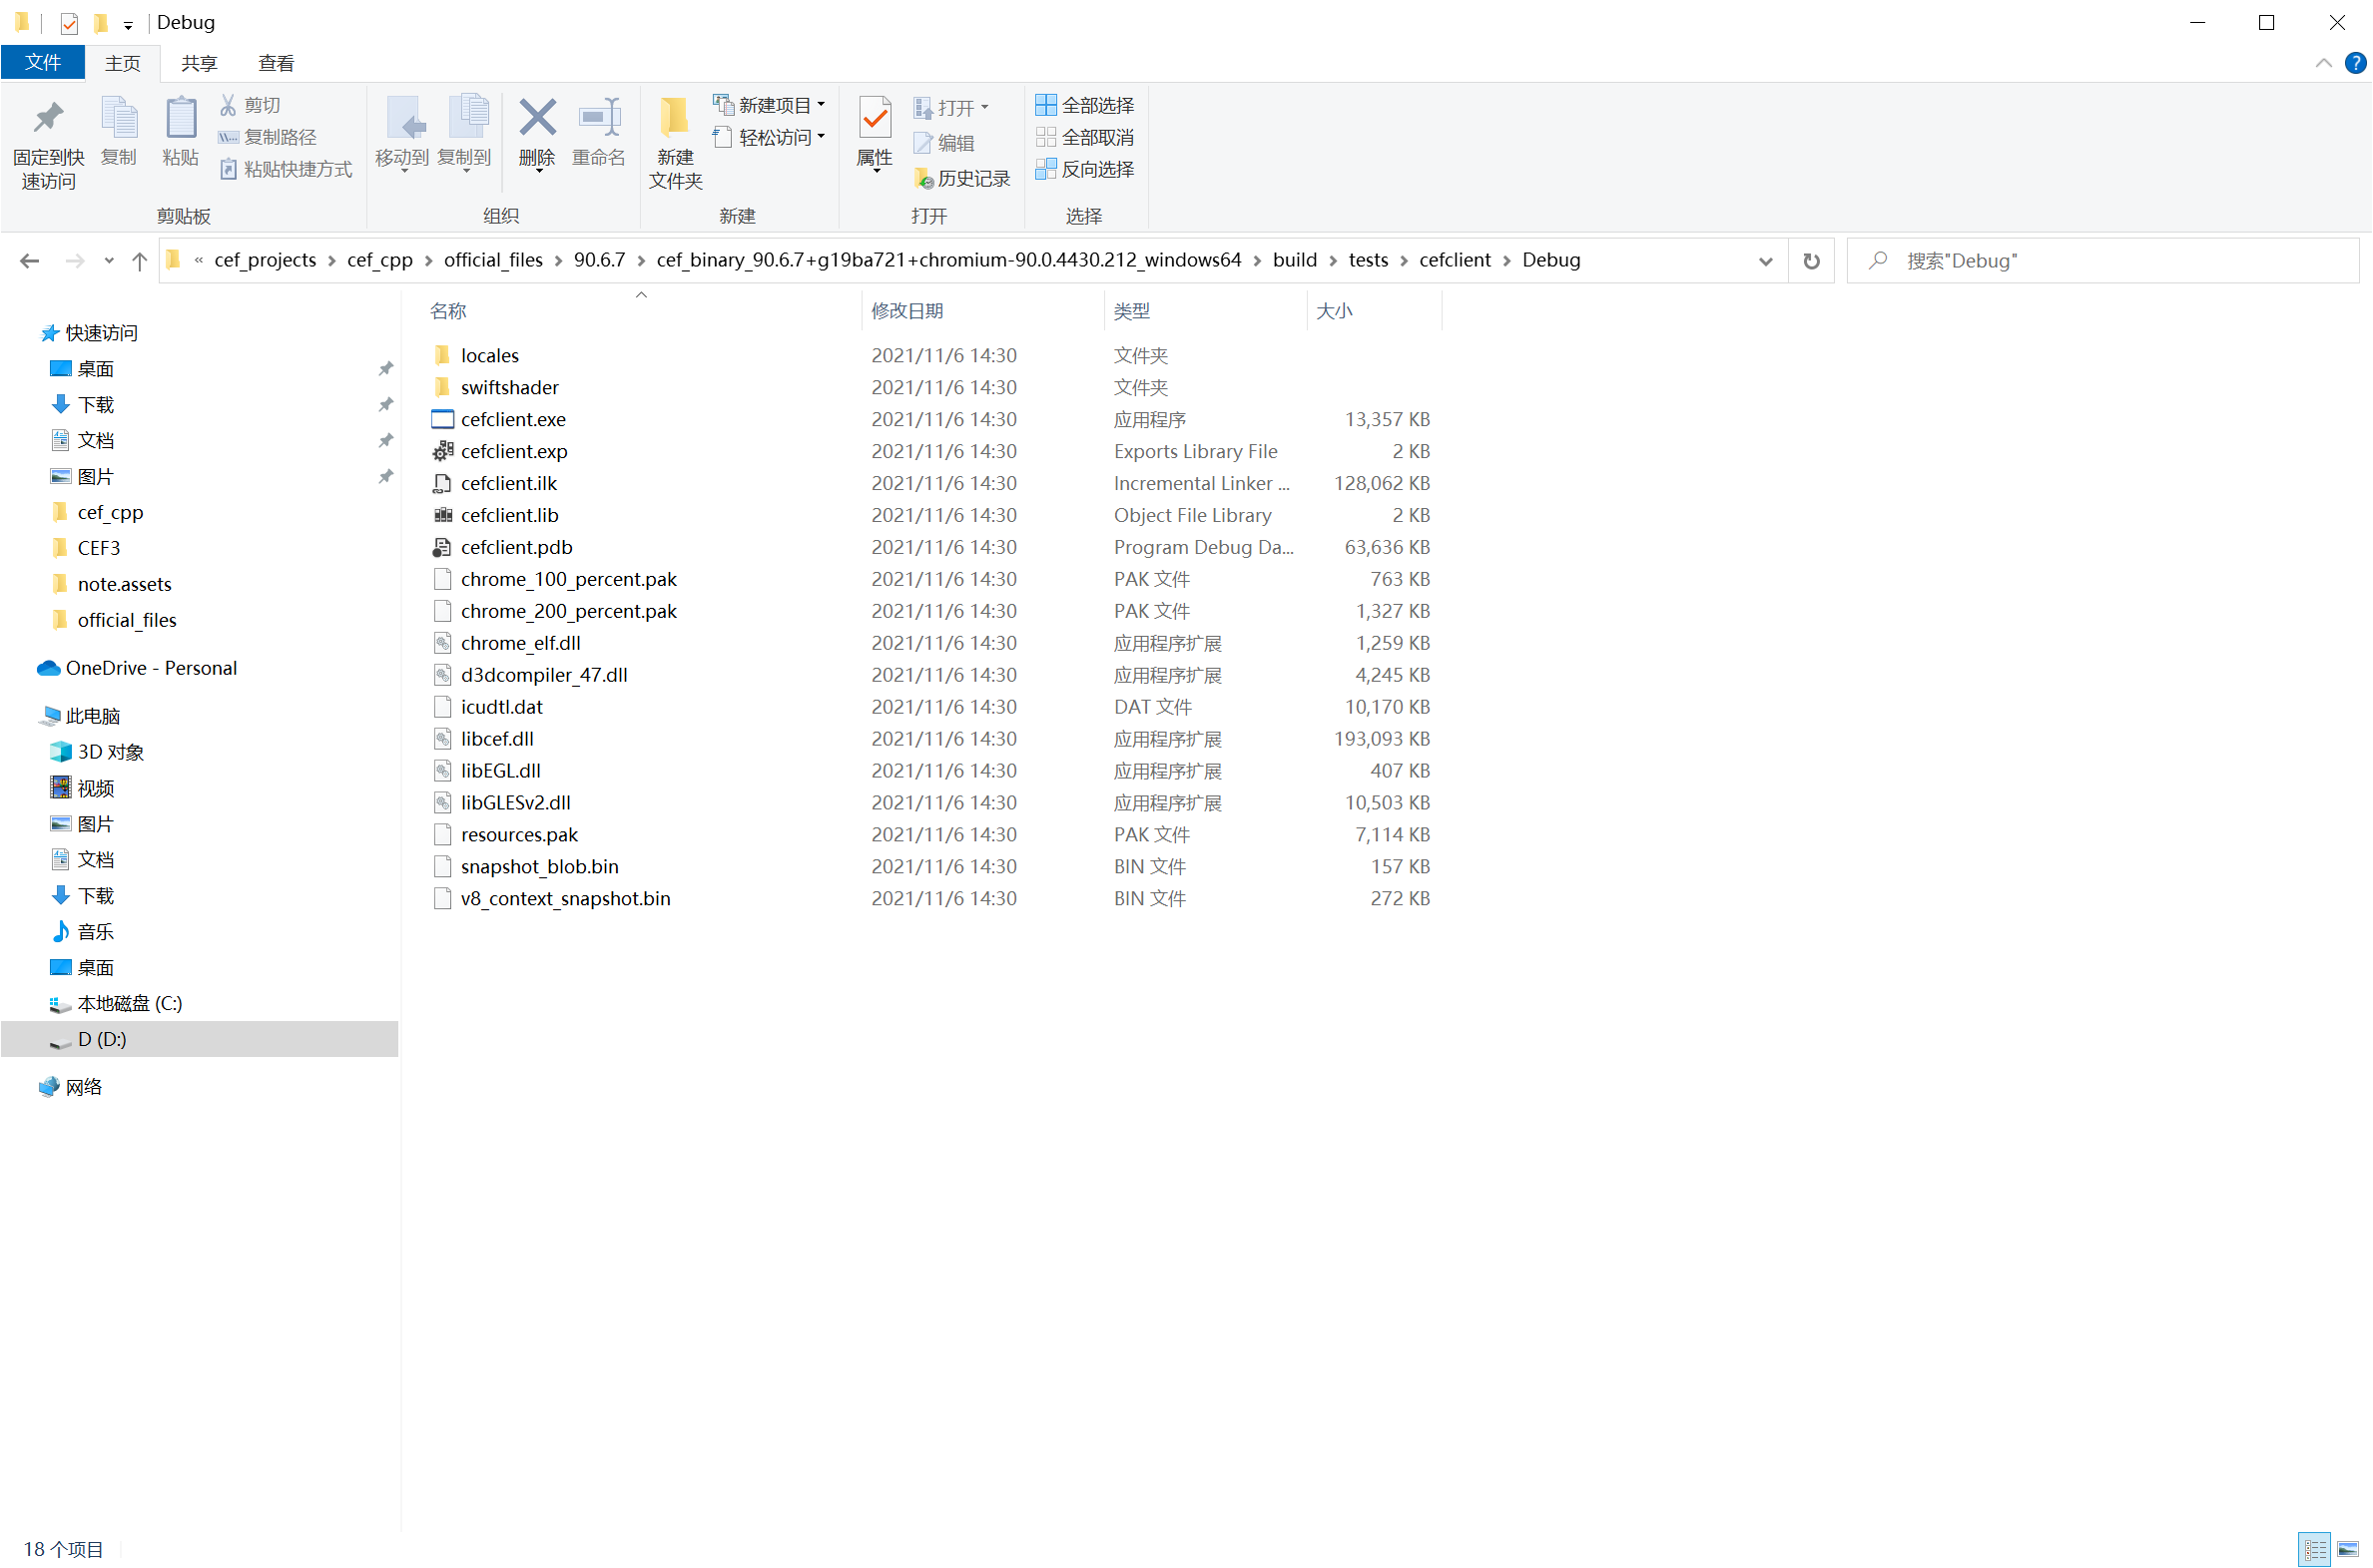 Debug
文件 主页 共享 查看
固定到快速访问 复制 粘贴 剪切 复制路径 粘贴快捷方式 移动到 复制到 删除 重命名 新建文件夹 新建项目 轻松访问 属性 打开 编辑 历史记录 全部选择 全部取消 反向选择
剪贴板 组织 新建 打开 选择
« cef_projects › cef_cpp › official_files › 90.6.7 › cef_binary_90.6.7+g19ba721+chromium-90.0.4430.212_windows64 › build › tests › cefclient › Debug 搜索"Debug"
快速访问
桌面
下载
文档
图片
cef_cpp
CEF3
note.assets
official_files
OneDrive - Personal
此电脑
3D 对象
视频
图片
文档
下载
音乐
桌面
本地磁盘 (C:)
D (D:)
网络
名称 修改日期 类型 大小
locales 2021/11/6 14:30 文件夹
swiftshader 2021/11/6 14:30 文件夹
cefclient.exe 2021/11/6 14:30 应用程序 13,357 KB
cefclient.exp 2021/11/6 14:30 Exports Library File 2 KB
cefclient.ilk 2021/11/6 14:30 Incremental Linker ... 128,062 KB
cefclient.lib 2021/11/6 14:30 Object File Library 2 KB
cefclient.pdb 2021/11/6 14:30 Program Debug Da... 63,636 KB
chrome_100_percent.pak 2021/11/6 14:30 PAK 文件 763 KB
chrome_200_percent.pak 2021/11/6 14:30 PAK 文件 1,327 KB
chrome_elf.dll 2021/11/6 14:30 应用程序扩展 1,259 KB
d3dcompiler_47.dll 2021/11/6 14:30 应用程序扩展 4,245 KB
icudtl.dat 2021/11/6 14:30 DAT 文件 10,170 KB
libcef.dll 2021/11/6 14:30 应用程序扩展 193,093 KB
libEGL.dll 2021/11/6 14:30 应用程序扩展 407 KB
libGLESv2.dll 2021/11/6 14:30 应用程序扩展 10,503 KB
resources.pak 2021/11/6 14:30 PAK 文件 7,114 KB
snapshot_blob.bin 2021/11/6 14:30 BIN 文件 157 KB
v8_context_snapshot.bin 2021/11/6 14:30 BIN 文件 272 KB
18 个项目